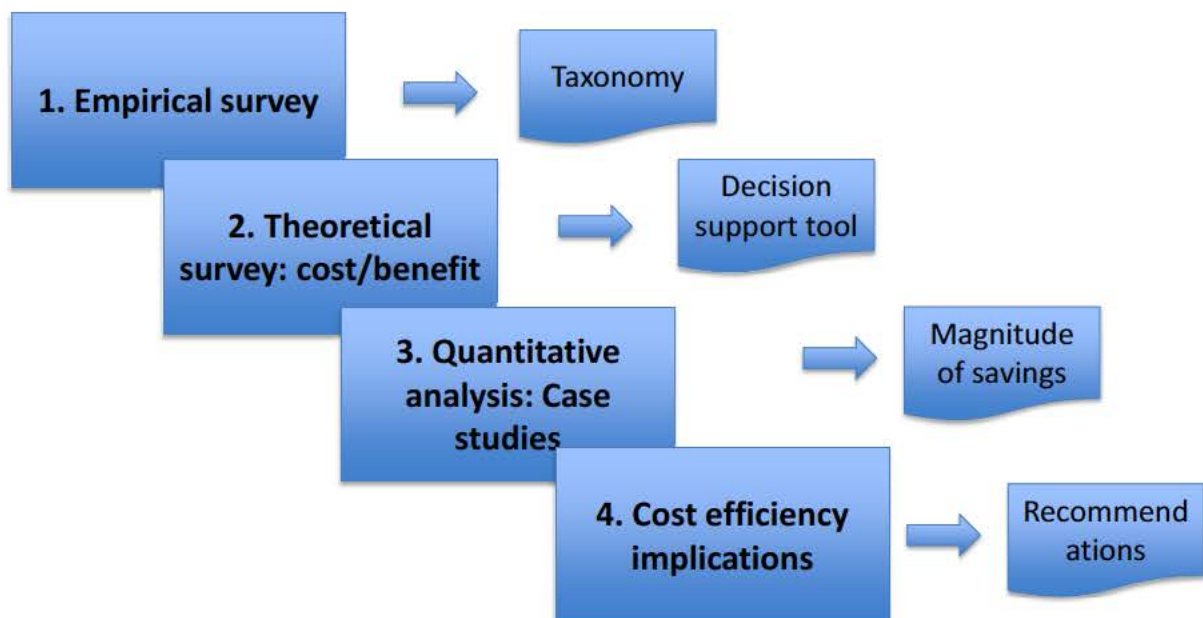 1. Empirical survey
Taxonomy
2. Theoretical
survey: cost/benefit
Decision
support tool
3. Quantitative
analysis: Case
studies
Magnitude
of savings
4. Cost efficiency
implications
Recommend
ations